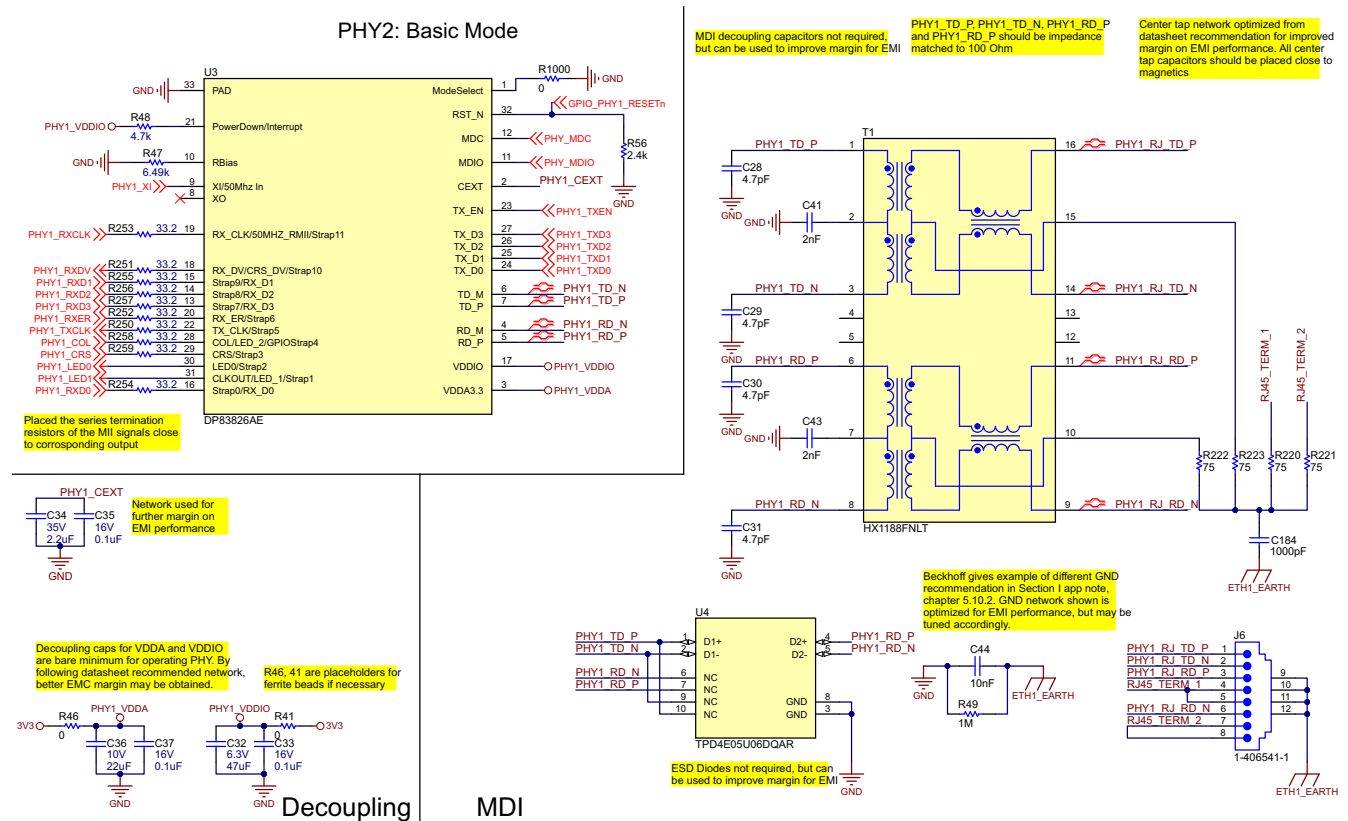 PHY2: Basic Mode
MDI decoupling capacitors not required,
but can be used to improve margin for EMI
PHY1_TD_P, PHY1_TD_N, PHY1_RD_P
and PHY1_RD_P should be impedance
matched to 100 Ohm
Center tap network optimized from
datasheet recommendation for improved
margin on EMI performance. All center
tap capacitors should be placed close to
magnetics
U3
GND 33 PAD
PHY1_VDDIO R48 4.7k 21 PowerDown/Interrupt
GND R47 6.49k 10 RBias
PHY1_XI 9 XI/50Mhz In
8 XO
PHY1_RXCLK R253 33.2 19 RX_CLK/50MHZ_RMII/Strap11
PHY1_RXDV R251 33.2 18 RX_DV/CRS_DV/Strap10
PHY1_RXD1 R255 33.2 15 Strap9/RX_D1
PHY1_RXD2 R256 33.2 14 Strap8/RX_D2
PHY1_RXD3 R257 33.2 13 Strap7/RX_D3
PHY1_RXER R252 33.2 20 RX_ER/Strap6
PHY1_TXCLK R250 33.2 22 TX_CLK/Strap5
PHY1_COL R258 33.2 28 COL/LED_2/GPIOStrap4
PHY1_CRS R259 33.2 29 CRS/Strap3
PHY1_LED0 30 LED0/Strap2
PHY1_LED1 31 CLKOUT/LED_1/Strap1
PHY1_RXD0 R254 33.2 16 Strap0/RX_D0
DP83826AE
ModeSelect 1 R1000 0 GND
RST_N 32 GPIO_PHY1_RESETn
R56
2.4k
GND
MDC 12 PHY_MDC
MDIO 11 PHY_MDIO
CEXT 2 PHY1_CEXT
TX_EN 23 PHY1_TXEN
TX_D3 27 PHY1_TXD3
TX_D2 26 PHY1_TXD2
TX_D1 25 PHY1_TXD1
TX_D0 24 PHY1_TXD0
TD_M 6 PHY1_TD_N
TD_P 7 PHY1_TD_P
RD_M 4 PHY1_RD_N
RD_P 5 PHY1_RD_P
VDDIO 17 PHY1_VDDIO
VDDA3.3 3 PHY1_VDDA
Placed the series termination
resistors of the MII signals close
to corrosponding output
T1
PHY1_TD_P 1
C28
4.7pF
GND
GND C41 2nF 2
PHY1_TD_N 3
C29
4.7pF
GND
4
5
PHY1_RD_P 6
C30
4.7pF
GND
GND C43 2nF 7
PHY1_RD_N 8
C31
4.7pF
GND
HX1188FNLT
16 PHY1_RJ_TD_P
15
14 PHY1_RJ_TD_N
13
12
11 PHY1_RJ_RD_P
10
9 PHY1_RJ_RD_N
RJ45_TERM_1
RJ45_TERM_2
R222 R223 R220 R221
75 75 75 75
C184
1000pF
ETH1_EARTH
PHY1_CEXT
C34
35V
2.2uF
C35
16V
0.1uF
GND
Network used for
further margin on
EMI performance
Decoupling caps for VDDA and VDDIO
are bare minimum for operating PHY. By
following datasheet recommended network,
better EMC margin may be obtained.
R46, 41 are placeholders for
ferrite beads if necessary
3V3 R46 0 PHY1_VDDA
C36
10V
22uF
C37
16V
0.1uF
GND
PHY1_VDDIO R41 0 3V3
C32
6.3V
47uF
C33
16V
0.1uF
GND
Decoupling
MDI
U4
PHY1_TD_P 1 D1+
PHY1_TD_N 2 D1-
PHY1_RD_N 6 NC
PHY1_RD_P 7 NC
9 NC
10 NC
D2+ 4 PHY1_RD_P
D2- 5 PHY1_RD_N
GND 8
GND 3
GND
TPD4E05U06DQAR
ESD Diodes not required, but can
be used to improve margin for EMI
Beckhoff gives example of different GND
recommendation in Section I app note,
chapter 5.10.2. GND network shown is
optimized for EMI performance, but may be
tuned accordingly.
C44
10nF
GND
ETH1_EARTH
R49
1M
J6
PHY1_RJ_TD_P 1
PHY1_RJ_TD_N 2
PHY1_RJ_RD_P 3
RJ45_TERM_1 4
5
PHY1_RJ_RD_N 6
RJ45_TERM_2 7
8
9
10
11
12
1-406541-1
ETH1_EARTH